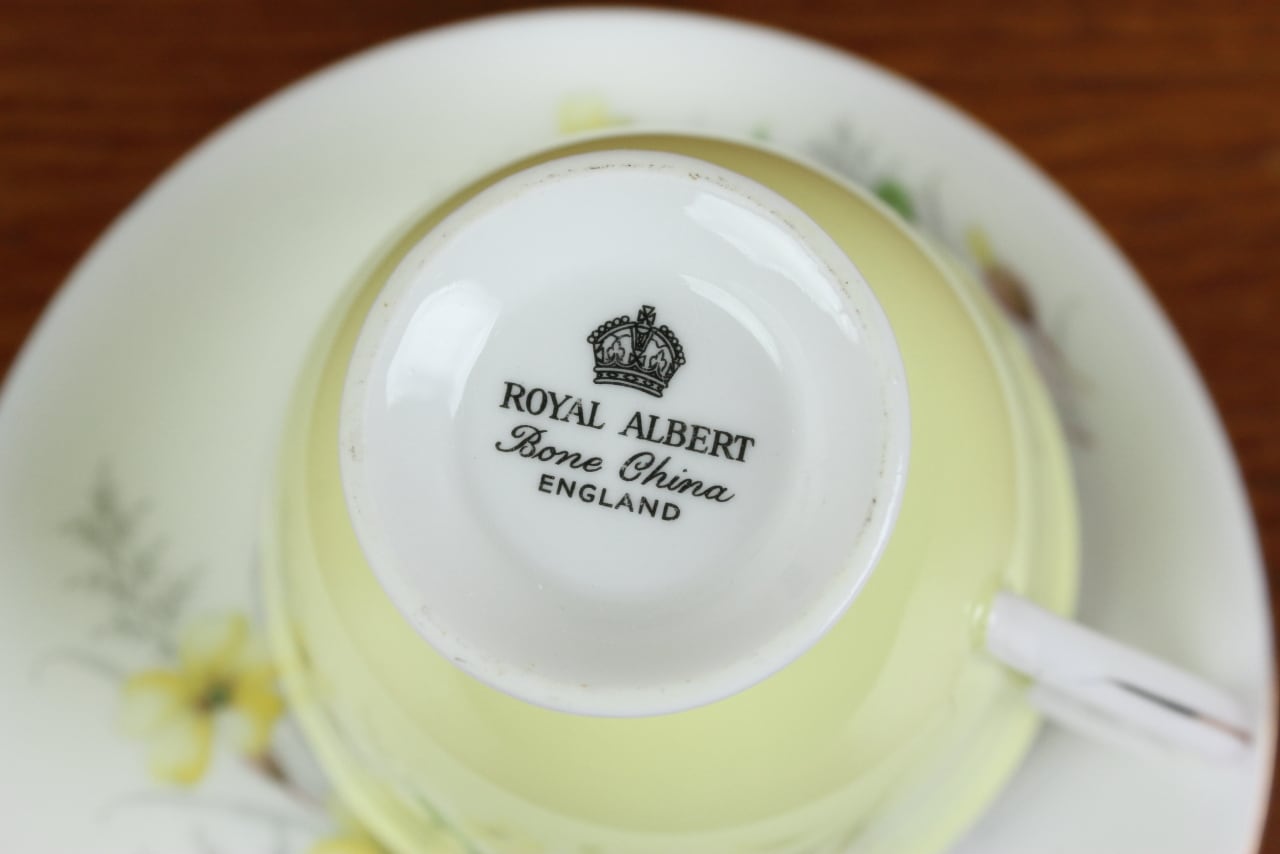 ROYAL ALBERT
Bone China
ENGLAND